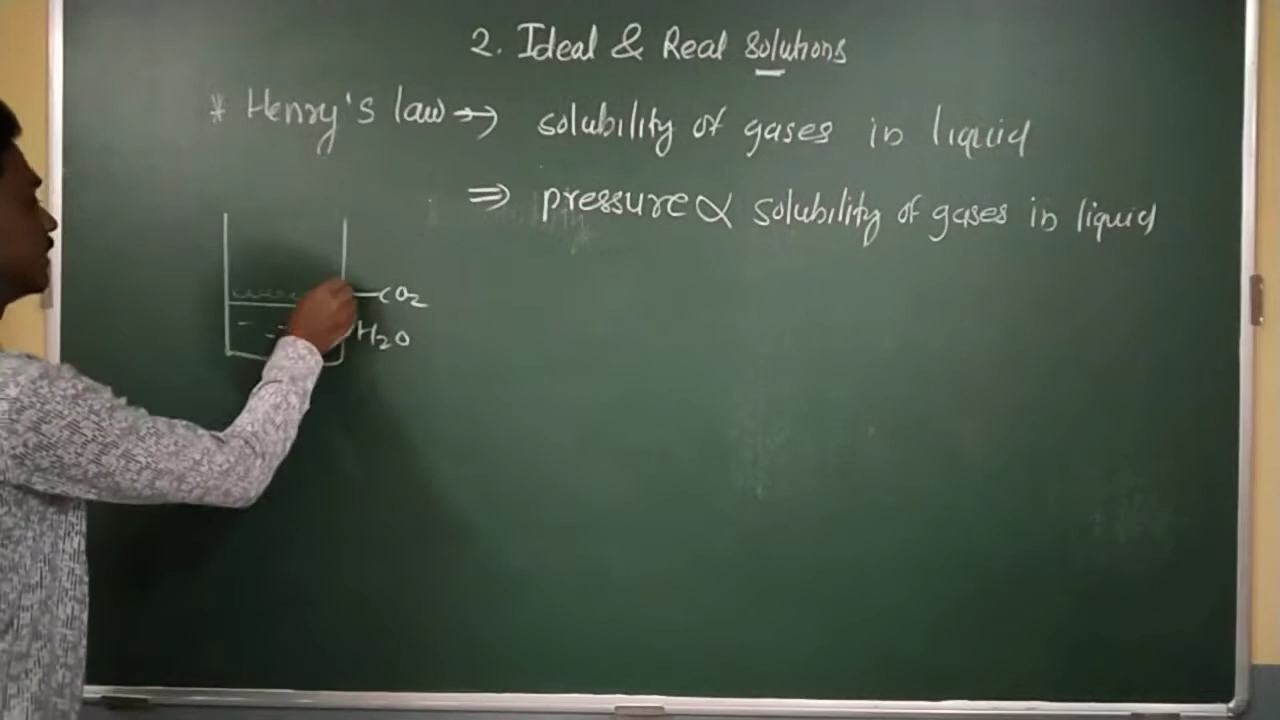 2. Ideal & Real Solutions
* Henry's law → solubility of gases in liquid
⇒ pressure ∝ solubility of gases in liquid
CO2
H2O